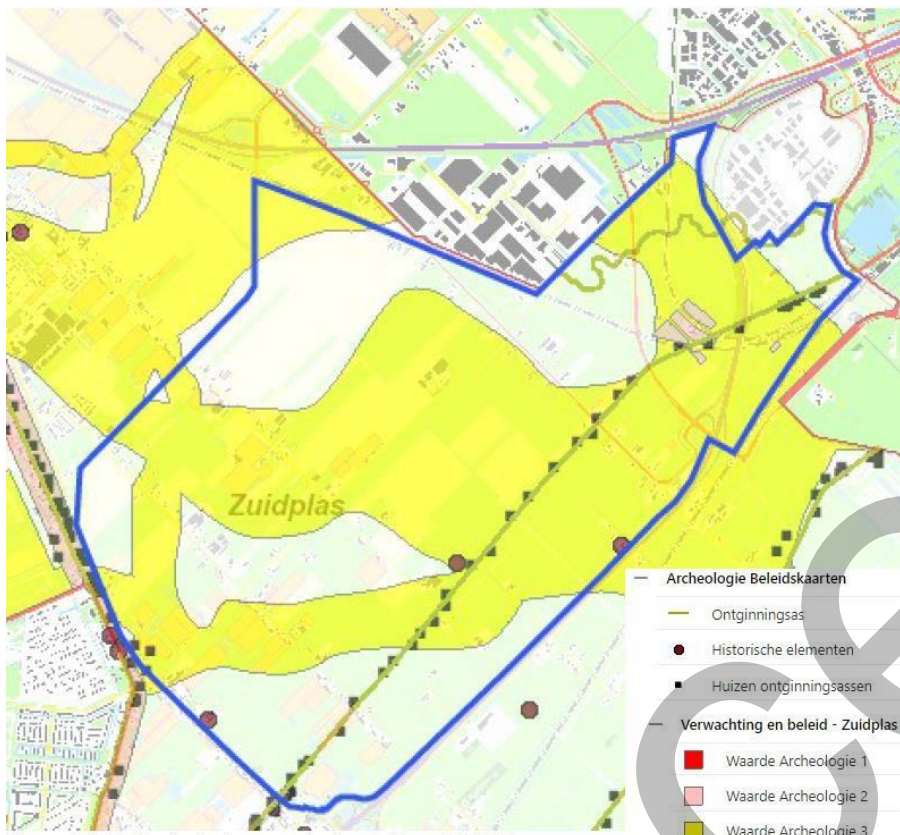 Zuidplas
Archeologie Beleidskaarten
Ontginningsas
Historische elementen
Huizen ontginningsassen
Verwachting en beleid - Zuidplas
Waarde Archeologie 1
Waarde Archeologie 2
Waarde Archeologie 3